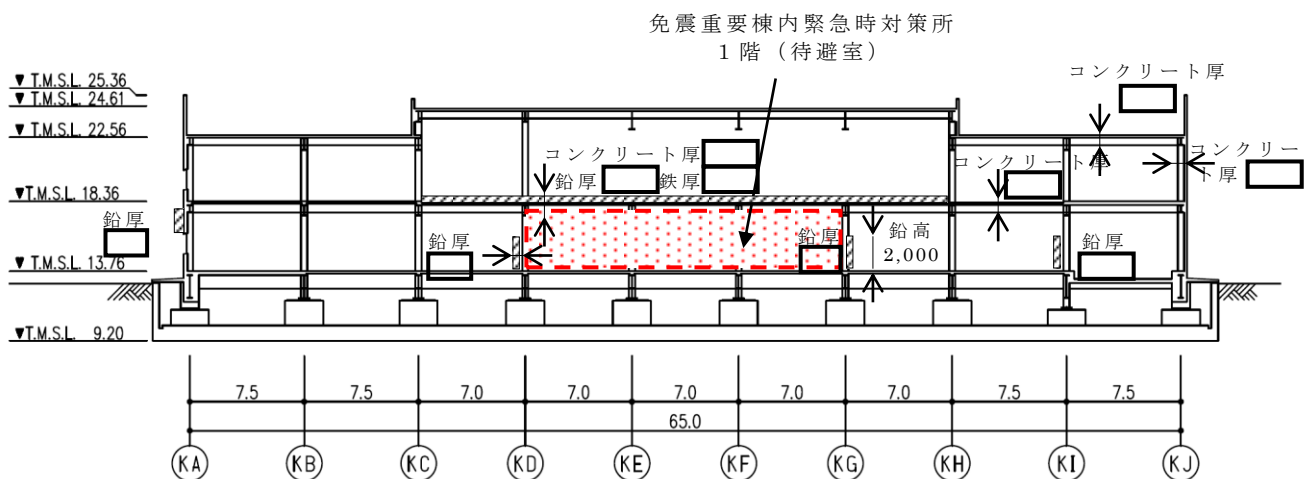 免震重要棟内緊急時対策所
1階（待避室）
コンクリート厚
▼ T.M.S.L. 25.36
▼ T.M.S.L. 24.61
▼ T.M.S.L. 22.56
コンクリート厚
鉛厚
鉄厚
コンクリート厚
コンクリー
ト厚
▼T.M.S.L. 18.36
鉛厚
鉛厚
鉛厚
鉛高
2,000
鉛厚
▼ T.M.S.L. 13.76
▼T.M.S.L. 9.20
7.5 7.5 7.0 7.0 7.0 7.0 7.0 7.5 7.5
65.0
KA KB KC KD KE KF KG KH KI KJ